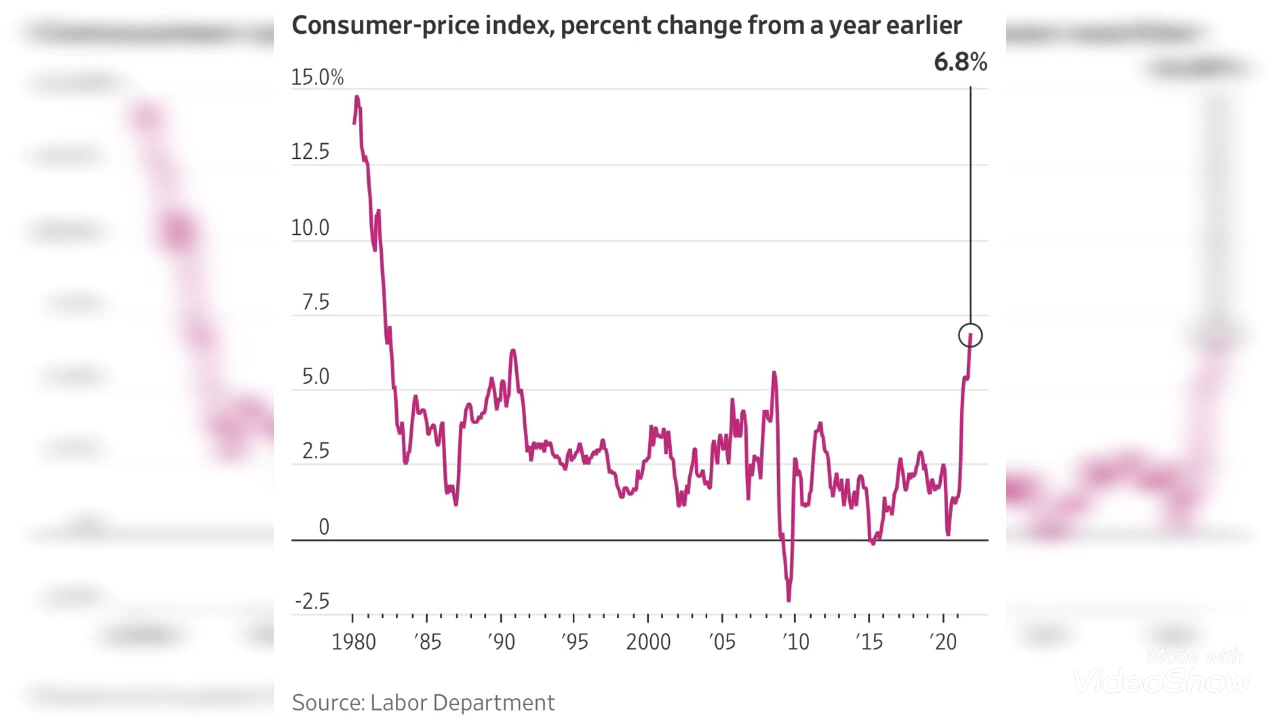 Consumer-price index, percent change from a year earlier
6.8%
15.0%
12.5
10.0
7.5
5.0
2.5
0
-2.5
1980 ’85 ’90 ’95 2000 ’05 ’10 ’15 ’20
Source: Labor Department
Made with
VideoShow